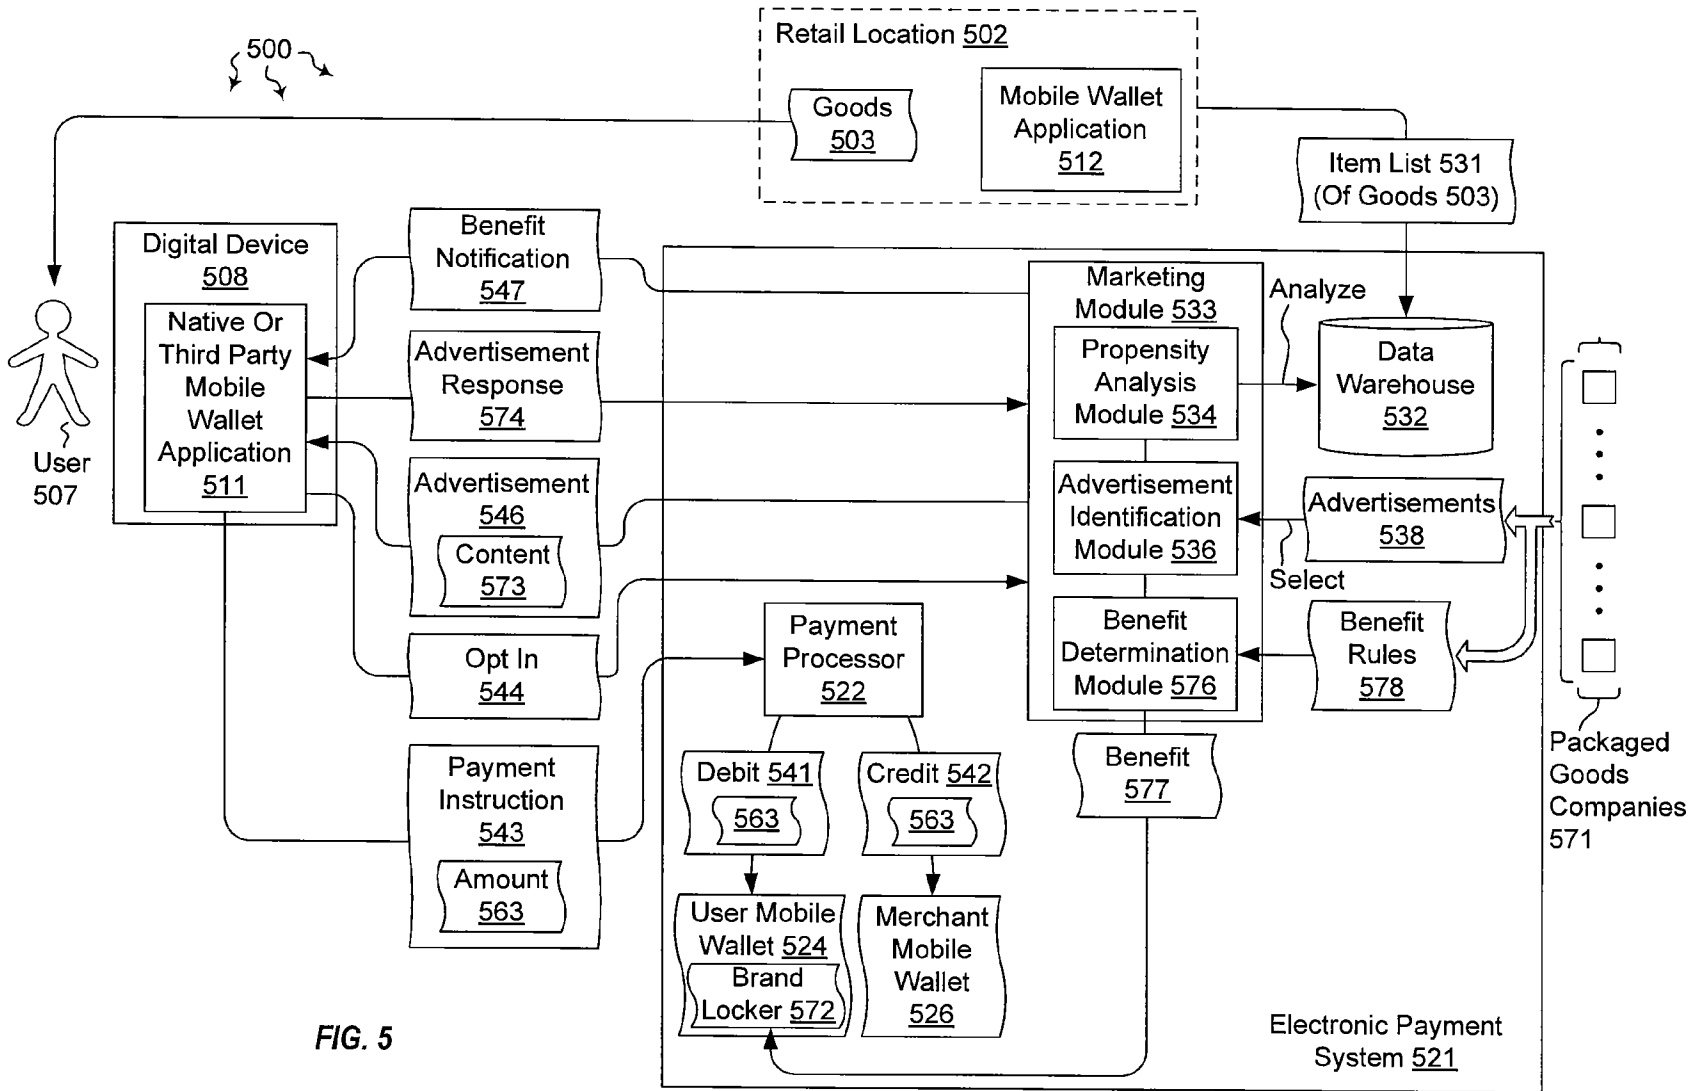 500
Retail Location 502
Goods
503
Mobile Wallet
Application
512
Item List 531
(Of Goods 503)
Digital Device
508
Native Or
Third Party
Mobile
Wallet
Application
511
User
507
Benefit
Notification
547
Advertisement
Response
574
Advertisement
546
Content
573
Opt In
544
Payment
Instruction
543
Amount
563
Marketing
Module 533
Propensity
Analysis
Module 534
Advertisement
Identification
Module 536
Benefit
Determination
Module 576
Analyze
Data
Warehouse
532
Advertisements
538
Select
Benefit
Rules
578
Packaged
Goods
Companies
571
Payment
Processor
522
Debit 541
563
Credit 542
563
Benefit
577
User Mobile
Wallet 524
Brand
Locker 572
Merchant
Mobile
Wallet
526
Electronic Payment
System 521
FIG. 5